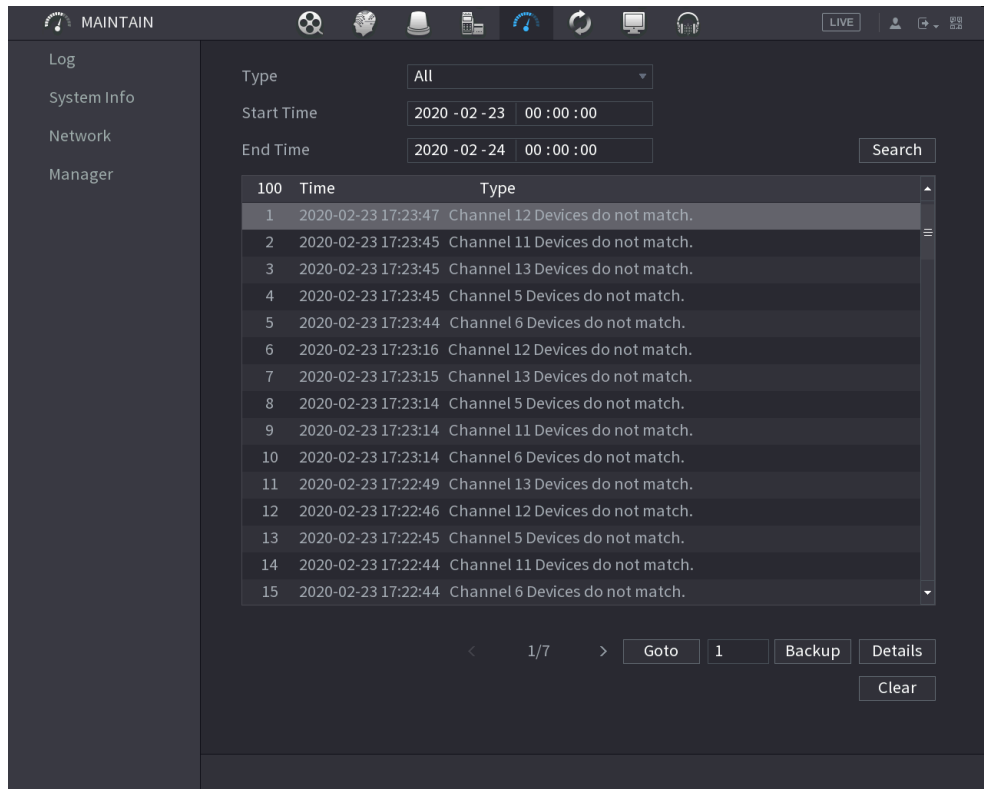 MAINTAIN
LIVE
Log
System Info
Network
Manager
Type All
Start Time 2020 -02 -23 00 :00 :00
End Time 2020 -02 -24 00 :00 :00
Search
100 Time Type
1 2020-02-23 17:23:47 Channel 12 Devices do not match.
2 2020-02-23 17:23:45 Channel 11 Devices do not match.
3 2020-02-23 17:23:45 Channel 13 Devices do not match.
4 2020-02-23 17:23:45 Channel 5 Devices do not match.
5 2020-02-23 17:23:44 Channel 6 Devices do not match.
6 2020-02-23 17:23:16 Channel 12 Devices do not match.
7 2020-02-23 17:23:15 Channel 13 Devices do not match.
8 2020-02-23 17:23:14 Channel 5 Devices do not match.
9 2020-02-23 17:23:14 Channel 11 Devices do not match.
10 2020-02-23 17:23:14 Channel 6 Devices do not match.
11 2020-02-23 17:22:49 Channel 13 Devices do not match.
12 2020-02-23 17:22:46 Channel 12 Devices do not match.
13 2020-02-23 17:22:45 Channel 5 Devices do not match.
14 2020-02-23 17:22:44 Channel 11 Devices do not match.
15 2020-02-23 17:22:44 Channel 6 Devices do not match.
< 1/7 > Goto 1 Backup Details
Clear